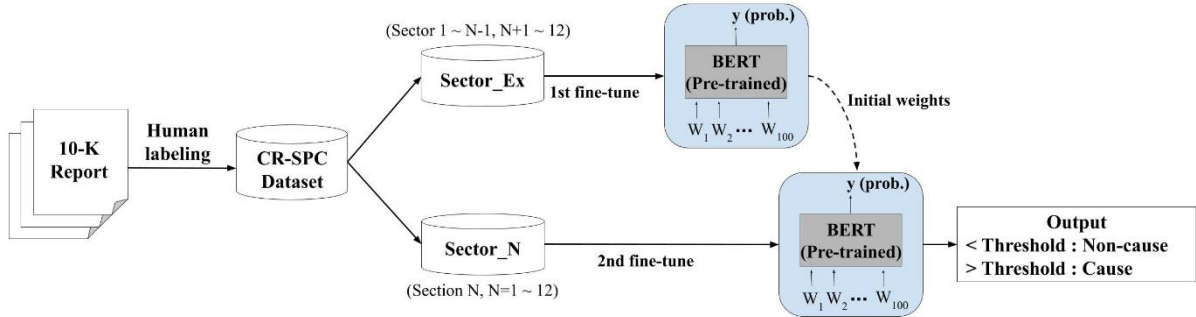 10-K
Report
Human
labeling
CR-SPC
Dataset
(Sector 1 ~ N-1, N+1 ~ 12)
Sector_Ex
1st fine-tune
y (prob.)
BERT
(Pre-trained)
W1 W2 ••• W100
Initial weights
Sector_N
(Section N, N=1 ~ 12)
2nd fine-tune
y (prob.)
BERT
(Pre-trained)
W1 W2 ••• W100
Output
< Threshold : Non-cause
> Threshold : Cause